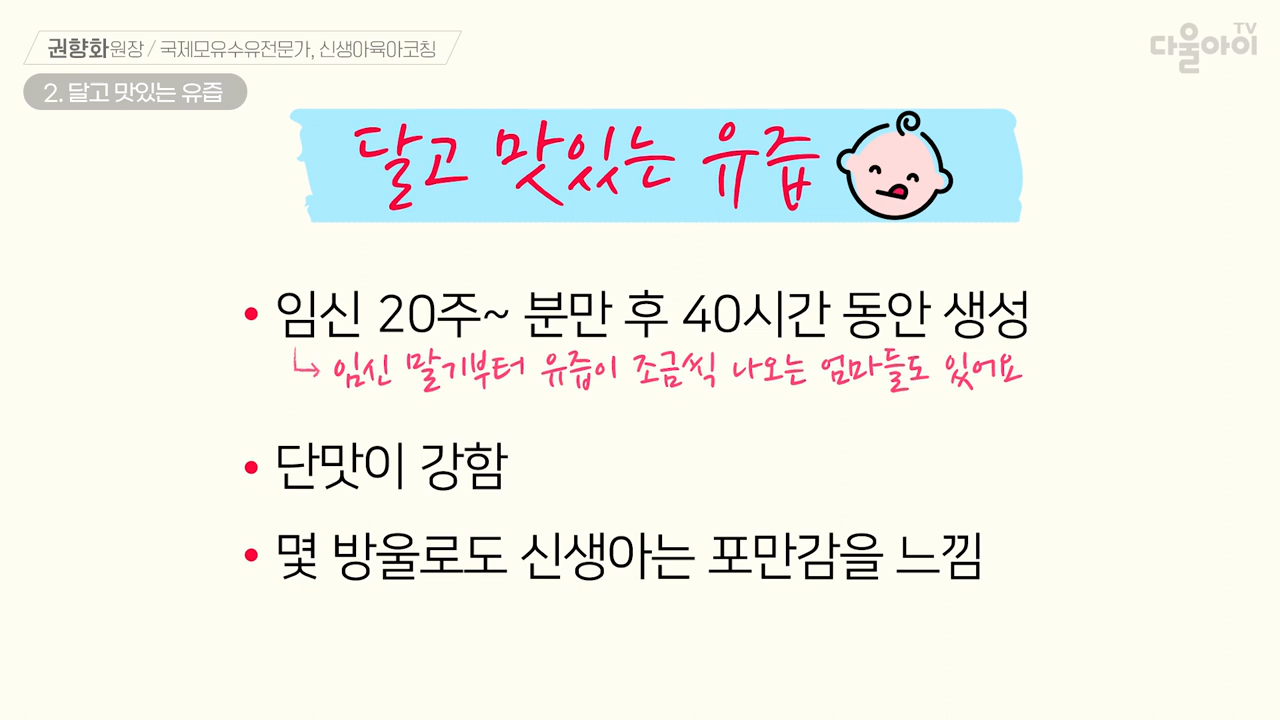 권향화원장 / 국제모유수유전문가, 신생아육아코칭
다울아이 TV
2. 달고 맛있는 유즙
달고 맛있는 유즙
• 임신 20주~ 분만 후 40시간 동안 생성
↳ 임신 말기부터 유즙이 조금씩 나오는 엄마들도 있어요
• 단맛이 강함
• 몇 방울로도 신생아는 포만감을 느낌